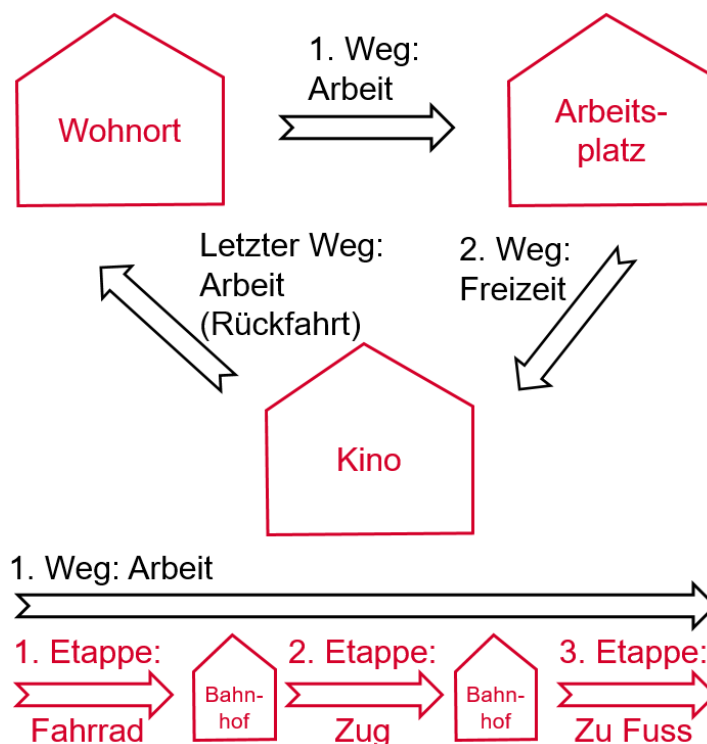 1. Weg:
Arbeit
Wohnort
Arbeits-
platz
Letzter Weg:
Arbeit
(Rückfahrt)
2. Weg:
Freizeit
Kino
1. Weg: Arbeit
1. Etappe:
Fahrrad
Bahn-
hof
2. Etappe:
Zug
Bahn-
hof
3. Etappe:
Zu Fuss